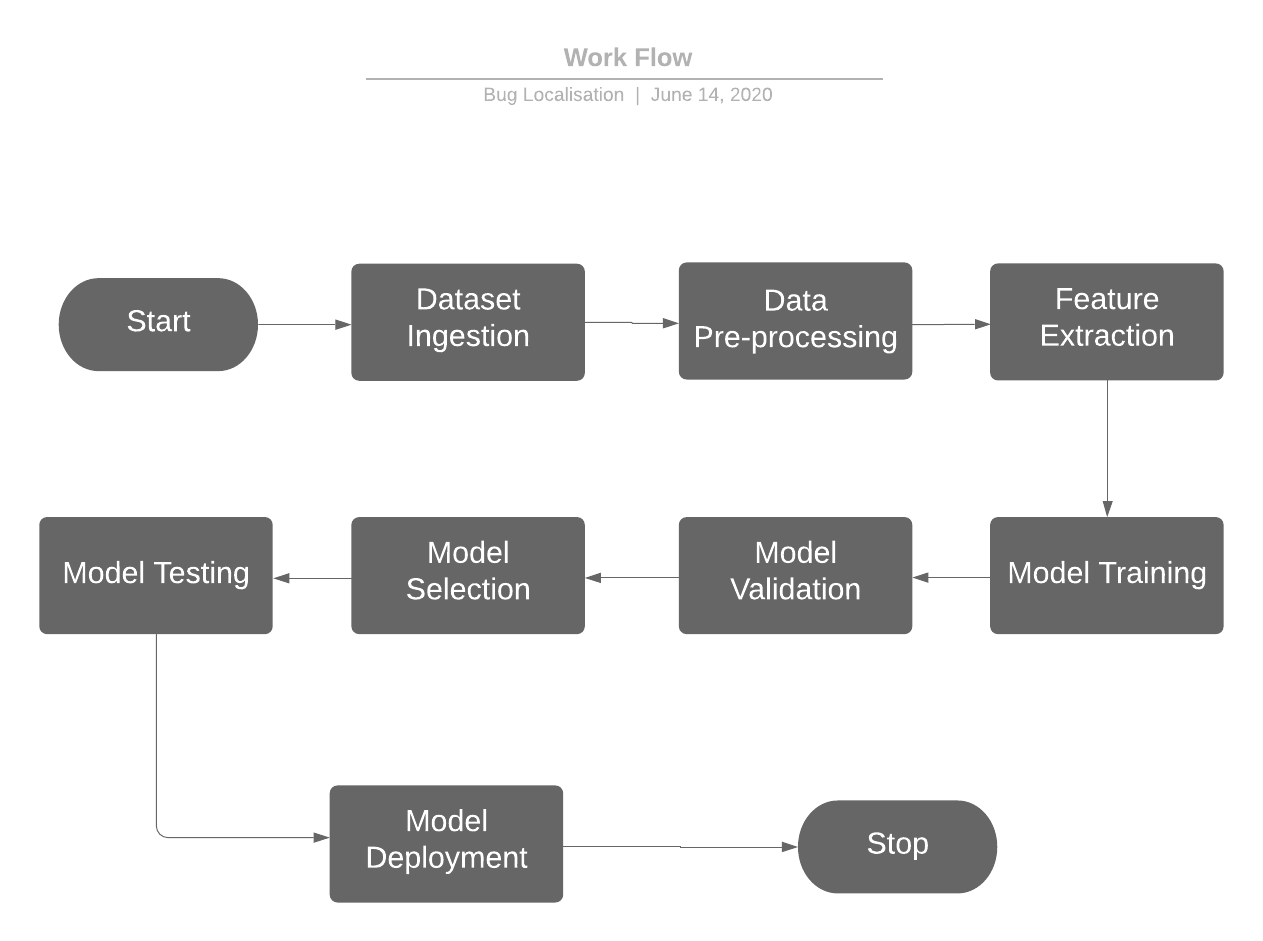 Work Flow
Bug Localisation | June 14, 2020
Start
Dataset
Ingestion
Data
Pre-processing
Feature
Extraction
Model Training
Model
Validation
Model
Selection
Model Testing
Model
Deployment
Stop